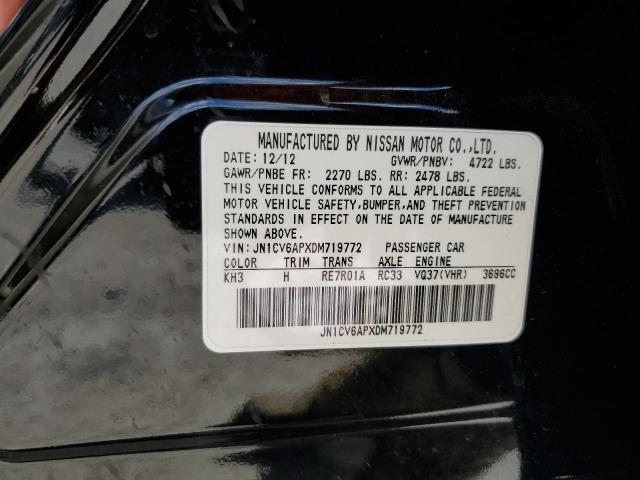 MANUFACTURED BY NISSAN MOTOR CO.,LTD.
DATE: 12/12 GVWR/PNBV: 4722 LBS.
GAWR/PNBE FR: 2270 LBS. RR: 2478 LBS.
THIS VEHICLE CONFORMS TO ALL APPLICABLE FEDERAL
MOTOR VEHICLE SAFETY,BUMPER,AND THEFT PREVENTION
STANDARDS IN EFFECT ON THE DATE OF MANUFACTURE
SHOWN ABOVE.
VIN: JN1CV6APXDM719772 PASSENGER CAR
COLOR TRIM TRANS AXLE ENGINE
KH3 H RE7R01A RC33 VQ37(VHR) 3696CC
JN1CV6APXDM719772